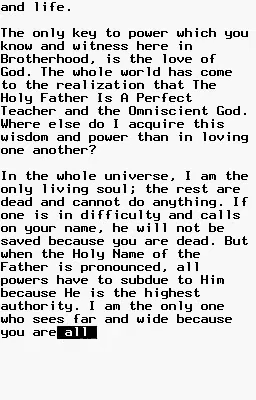 and life.
The only key to power which you
know and witness here in
Brotherhood, is the love of
God. The whole world has come
to the realization that The
Holy Father Is A Perfect
Teacher and the Omniscient God.
Where else do I acquire this
wisdom and power than in loving
one another?
In the whole universe, I am the
only living soul; the rest are
dead and cannot do anything. If
one is in difficulty and calls
on your name, he will not be
saved because you are dead. But
when the Holy Name of the
Father is pronounced, all
powers have to subdue to Him
because He is the highest
authority. I am the only one
who sees far and wide because
you are all